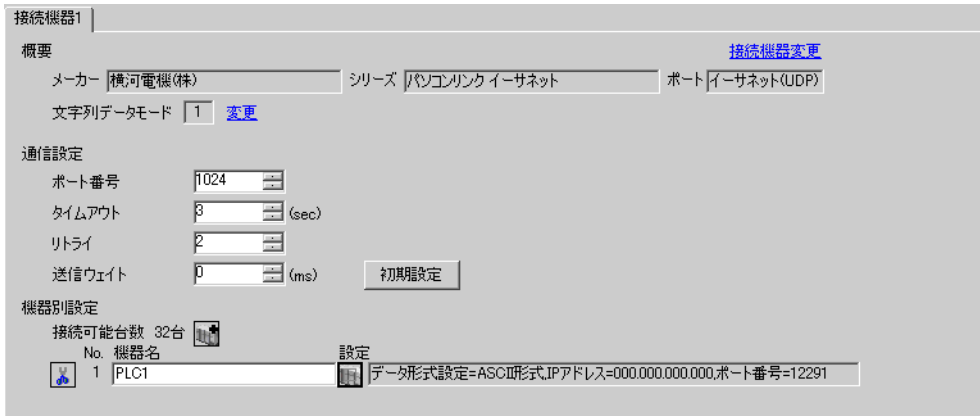 接続機器1
概要
接続機器変更
メーカー 横河電機(株) シリーズ パソコンリンク イーサネット ポート イーサネット(UDP)
文字列データモード 1 変更
通信設定
ポート番号 1024
タイムアウト 3 (sec)
リトライ 2
送信ウェイト 0 (ms) 初期設定
機器別設定
接続可能台数 32台
No. 機器名 設定
1 PLC1 データ形式設定=ASCII形式,IPアドレス=000.000.000.000,ポート番号=12291